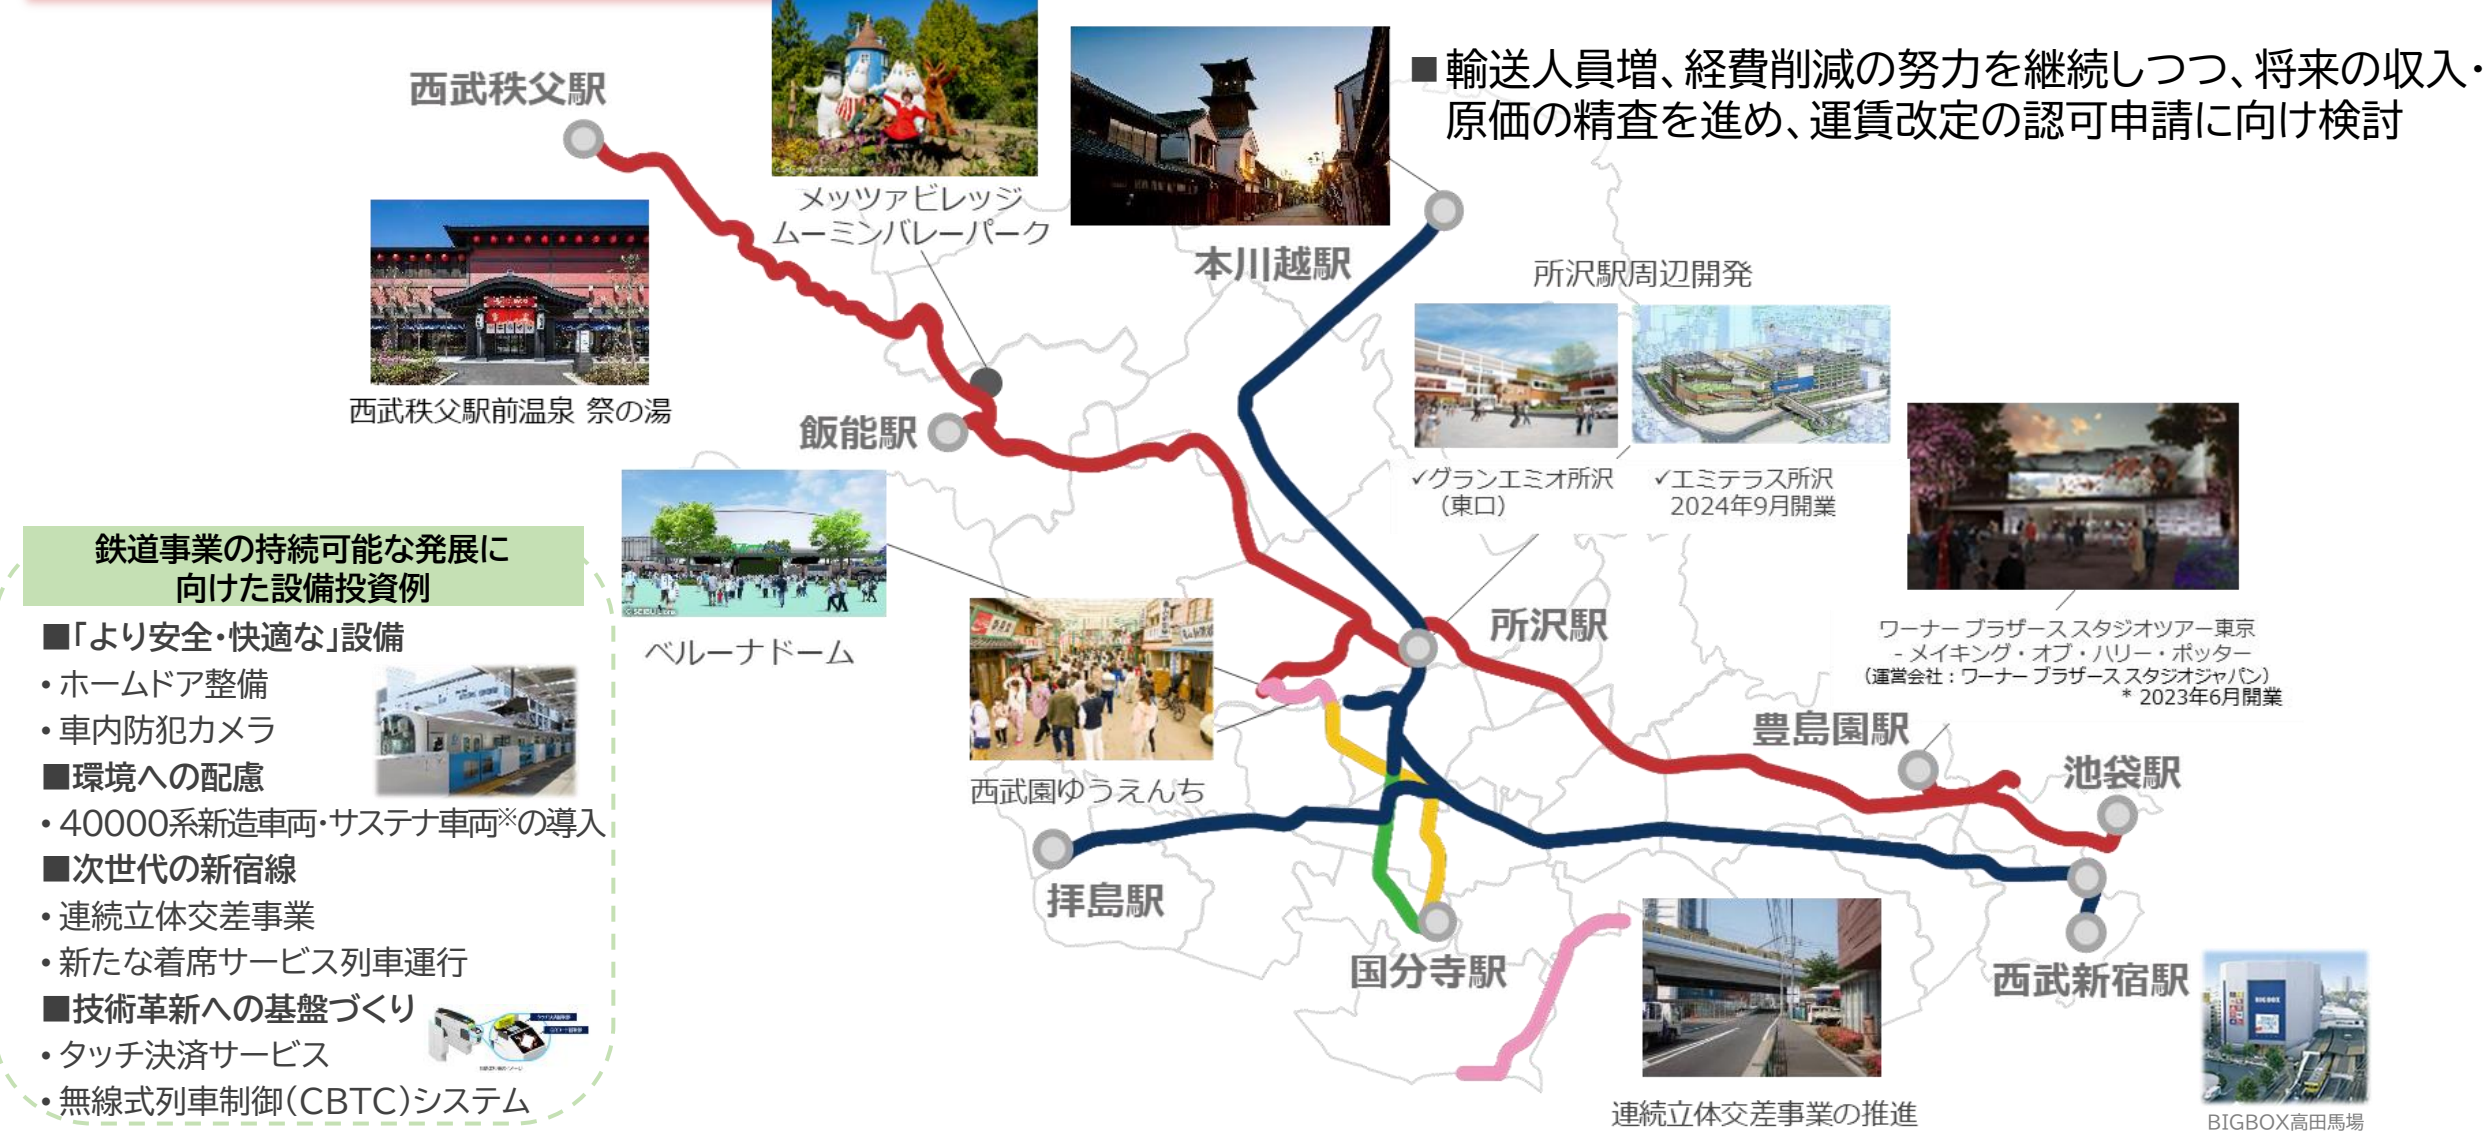 ■輸送人員増、経費削減の努力を継続しつつ、将来の収入・
原価の精査を進め、運賃改定の認可申請に向け検討
西武秩父駅
メッツァビレッジ
ムーミンバレーパーク
本川越駅
所沢駅周辺開発
西武秩父駅前温泉 祭の湯
飯能駅
✓グランエミオ所沢
（東口）
✓エミテラス所沢
2024年9月開業
ベルーナドーム
所沢駅
ワーナー ブラザース スタジオツアー東京
- メイキング・オブ・ハリー・ポッター
（運営会社：ワーナー ブラザース スタジオジャパン）
* 2023年6月開業
豊島園駅
池袋駅
西武園ゆうえんち
拝島駅
国分寺駅
西武新宿駅
連続立体交差事業の推進
BIGBOX
BIGBOX高田馬場
鉄道事業の持続可能な発展に
向けた設備投資例
■「より安全・快適な」設備
・ホームドア整備
・車内防犯カメラ
■環境への配慮
・40000系新造車両・サステナ車両※の導入
■次世代の新宿線
・連続立体交差事業
・新たな着席サービス列車運行
■技術革新への基盤づくり
・タッチ決済サービス
・無線式列車制御（CBTC）システム